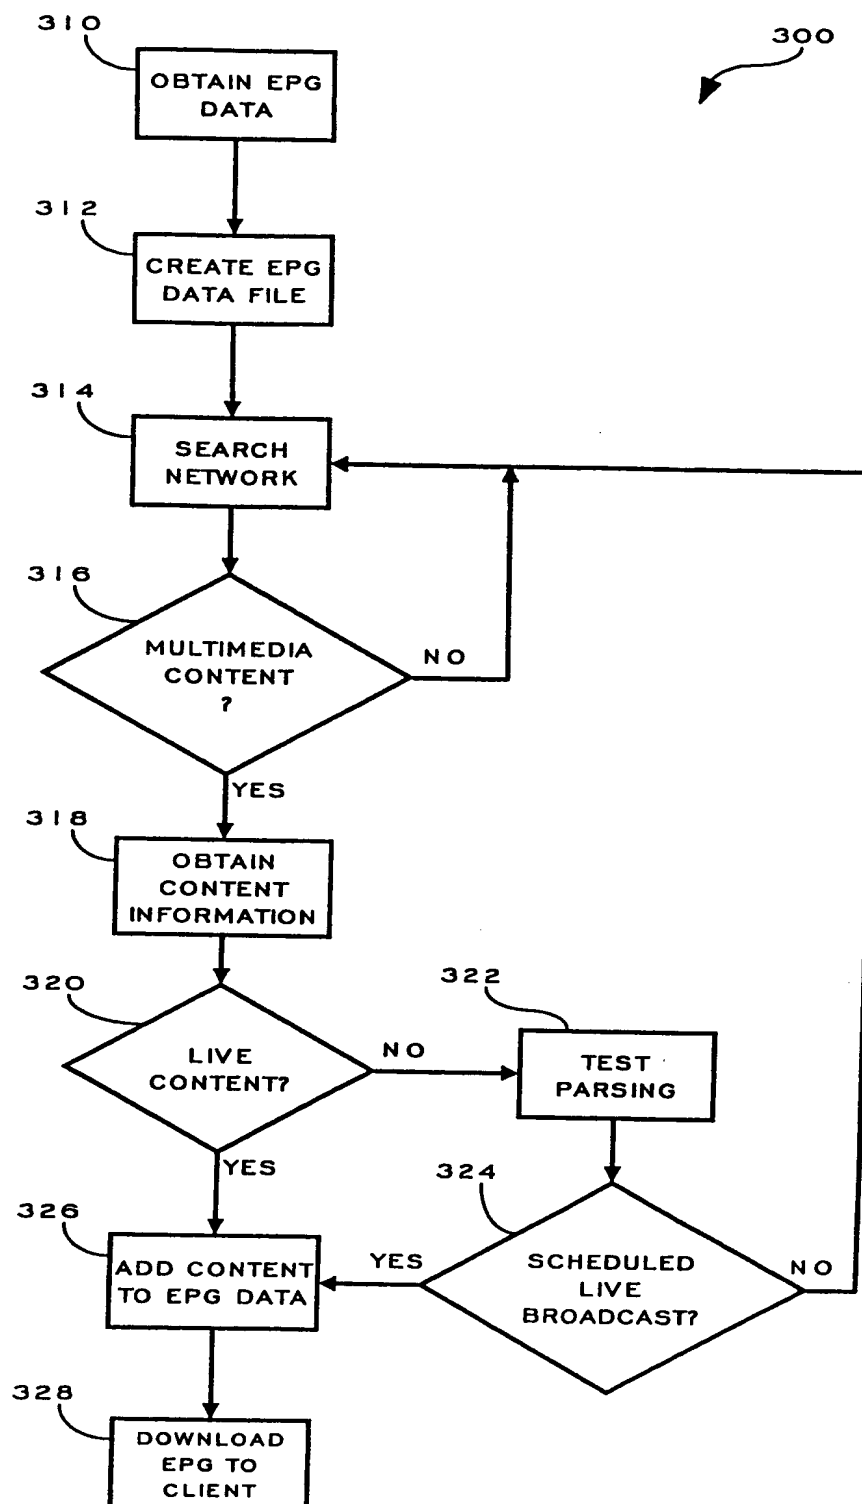 310
300
OBTAIN EPG
DATA
312
CREATE EPG
DATA FILE
314
SEARCH
NETWORK
316
MULTIMEDIA
CONTENT
?
NO
YES
318
OBTAIN
CONTENT
INFORMATION
320
LIVE
CONTENT?
NO
322
TEST
PARSING
YES
324
SCHEDULED
LIVE
BROADCAST?
YES
NO
326
ADD CONTENT
TO EPG DATA
328
DOWNLOAD
EPG TO
CLIENT